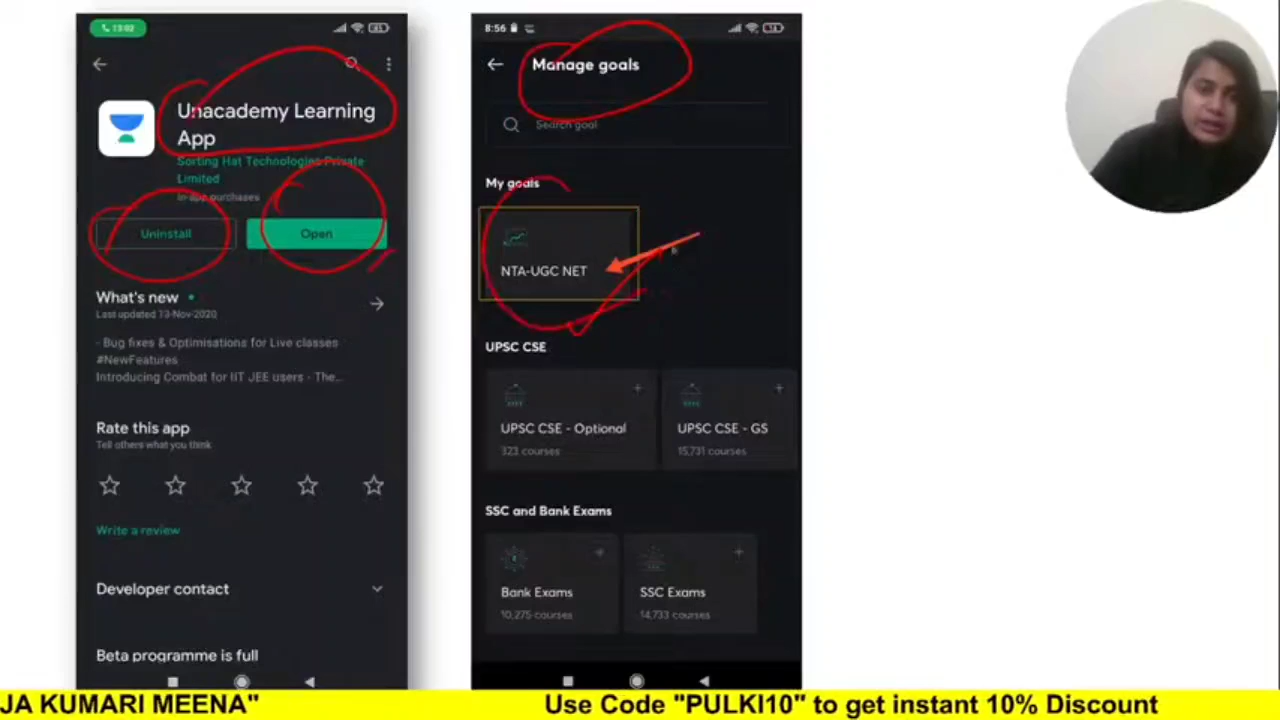 13:03
Unacademy Learning
App
Sorting Hat Technologies Private
Limited
In-app purchases
Uninstall
Open
What's new
Last updated 13-Nov-2020
- Bug fixes & Optimisations for Live classes
#NewFeatures
Introducing Combat for IIT JEE users - The...
Rate this app
Tell others what you think
Write a review
Developer contact
Beta programme is full
8:56
Manage goals
Search goal
My goals
NTA-UGC NET
UPSC CSE
UPSC CSE - Optional
323 courses
UPSC CSE - GS
15,731 courses
SSC and Bank Exams
Bank Exams
10,275 courses
SSC Exams
14,733 courses
JA KUMARI MEENA"
Use Code "PULKI10" to get instant 10% Discount